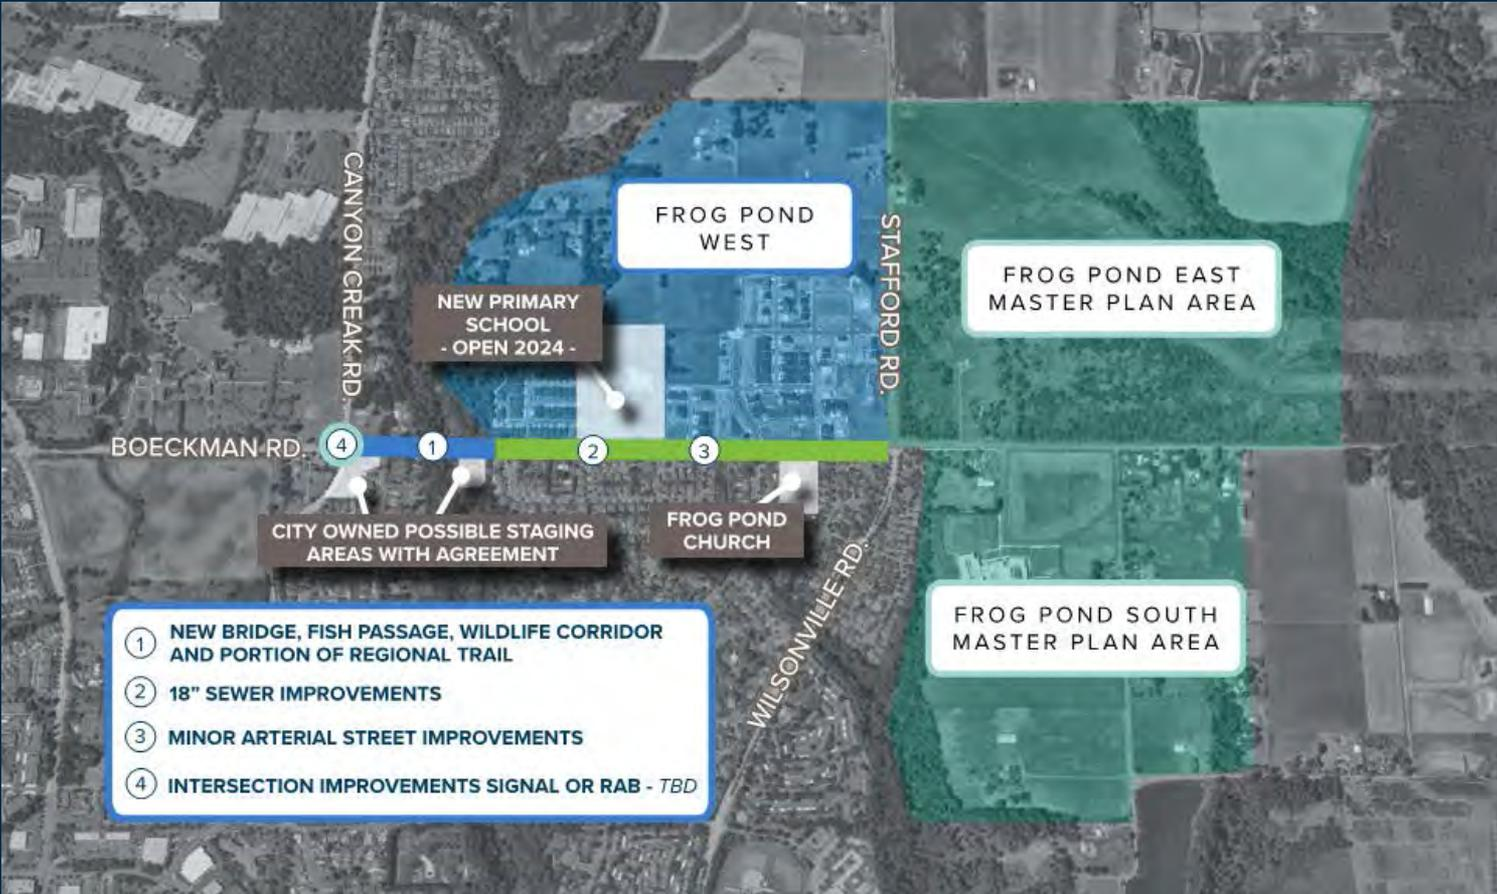 CANYON CREAK RD.
FROG POND
WEST
STAFFORD RD.
FROG POND EAST
MASTER PLAN AREA
NEW PRIMARY
SCHOOL
- OPEN 2024 -
BOECKMAN RD.
4
1
2
3
CITY OWNED POSSIBLE STAGING
AREAS WITH AGREEMENT
FROG POND
CHURCH
WILSONVILLE RD.
FROG POND SOUTH
MASTER PLAN AREA
1 NEW BRIDGE, FISH PASSAGE, WILDLIFE CORRIDOR
AND PORTION OF REGIONAL TRAIL
2 18” SEWER IMPROVEMENTS
3 MINOR ARTERIAL STREET IMPROVEMENTS
4 INTERSECTION IMPROVEMENTS SIGNAL OR RAB - TBD